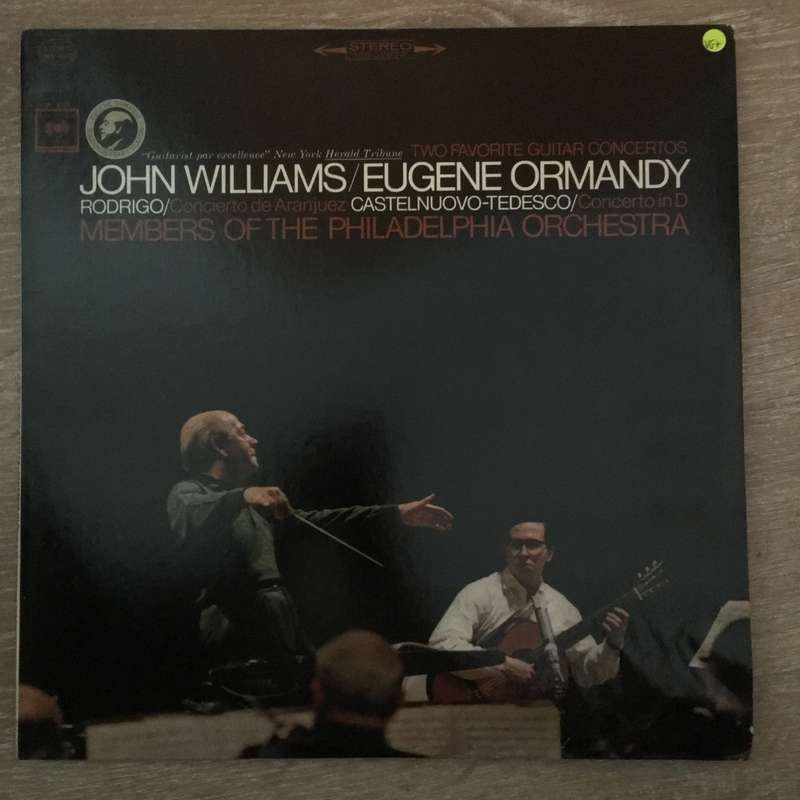 STEREO
VG+
"Guitarist par excellence" New York Herald Tribune TWO FAVORITE GUITAR CONCERTOS
JOHN WILLIAMS/EUGENE ORMANDY
RODRIGO/Concierto de Aranjuez CASTELNUOVO-TEDESCO/Concerto in D
MEMBERS OF THE PHILADELPHIA ORCHESTRA